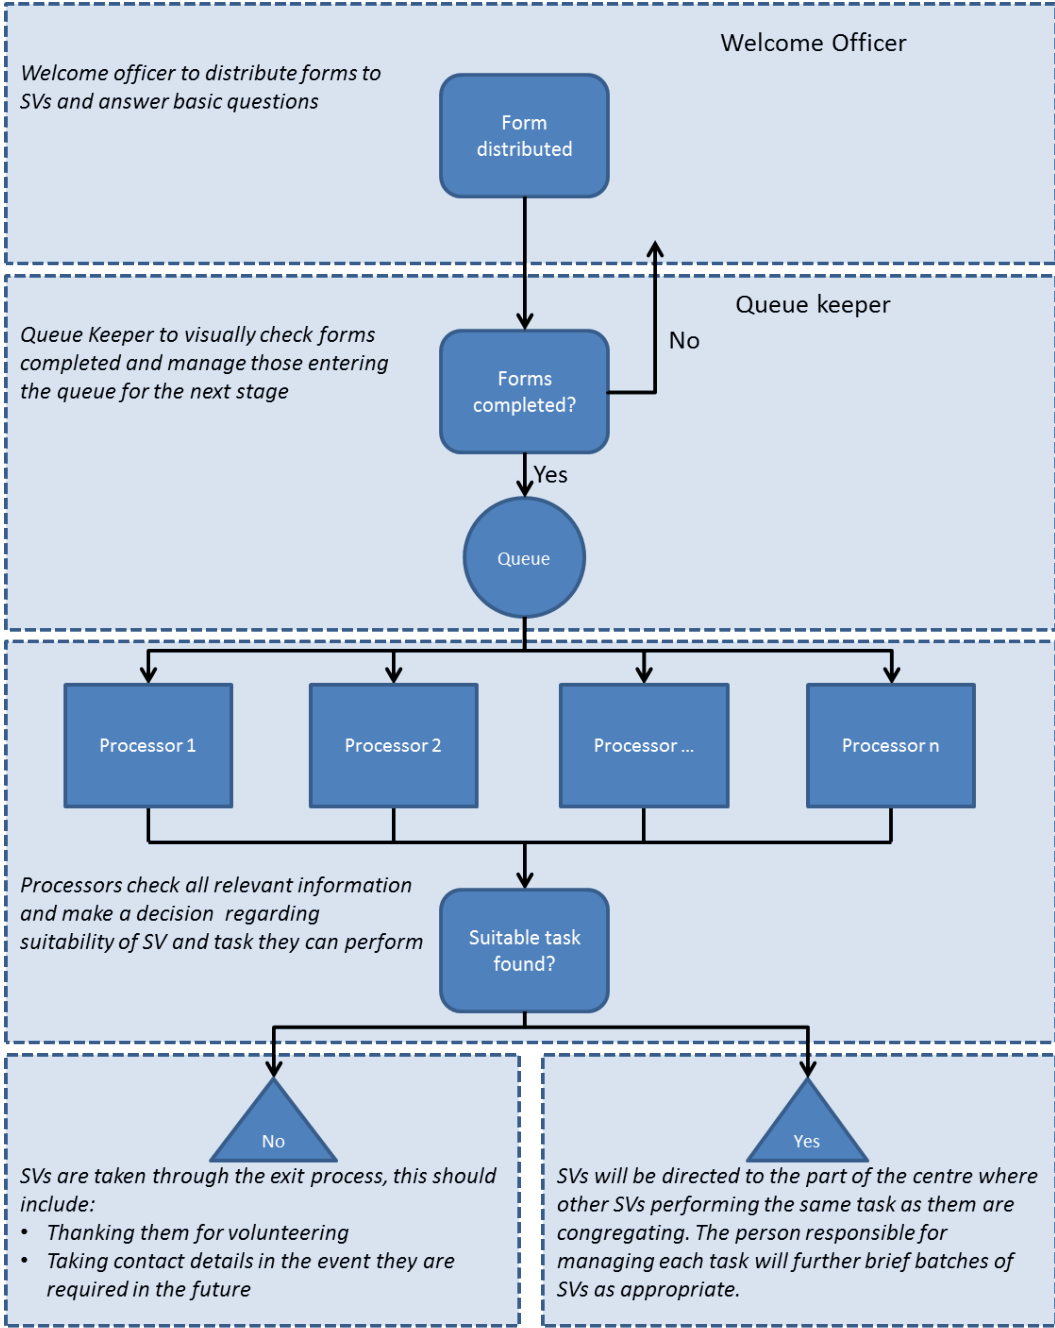 Welcome Officer
Welcome officer to distribute forms to
SVs and answer basic questions
Form
distributed
Queue keeper
Queue Keeper to visually check forms
completed and manage those entering
the queue for the next stage
No
Forms
completed?
Yes
Queue
Processor 1
Processor 2
Processor ...
Processor n
Processors check all relevant information
and make a decision  regarding
suitability of SV and task they can perform
Suitable task
found?
No
SVs are taken through the exit process, this should
include:
• Thanking them for volunteering
• Taking contact details in the event they are
required in the future
Yes
SVs will be directed to the part of the centre where
other SVs performing the same task as them are
congregating. The person responsible for
managing each task will further brief batches of
SVs as appropriate.